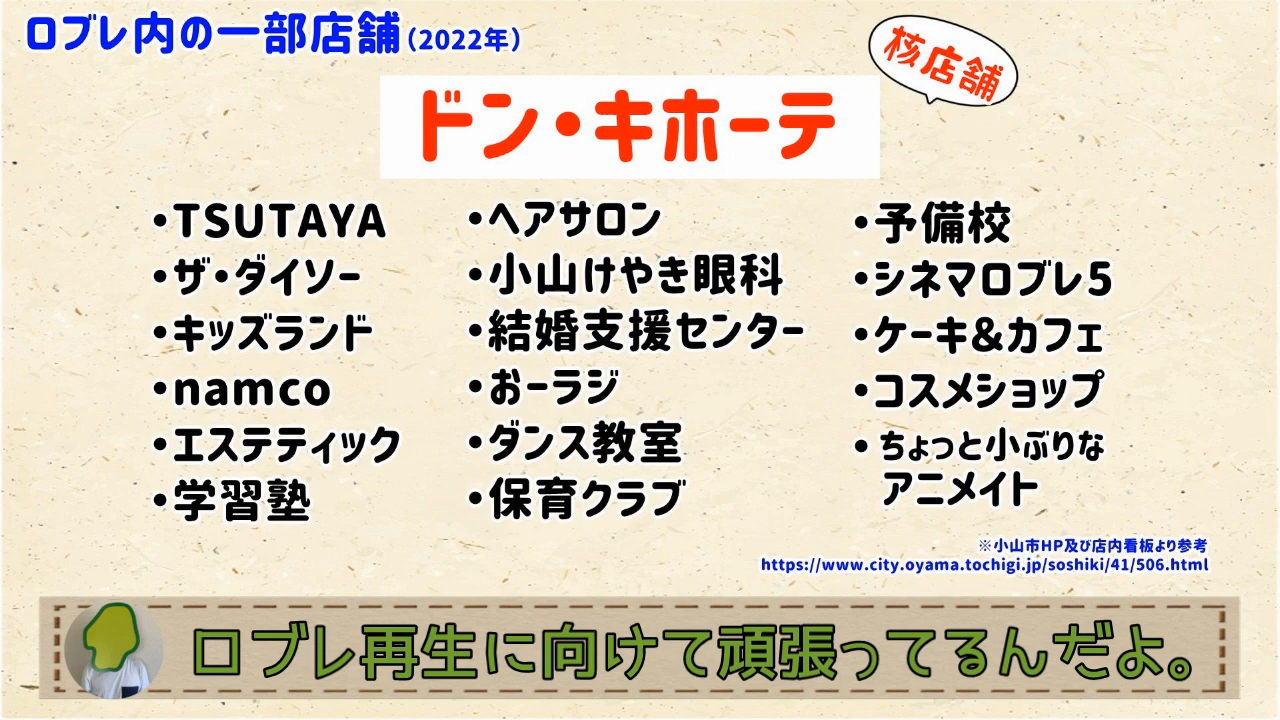 ロブレ内の一部店舗(2022年)
核店舗
ドン・キホーテ
・TSUTAYA
・ザ・ダイソー
・キッズランド
・namco
・エステティック
・学習塾
・ヘアサロン
・小山けやき眼科
・結婚支援センター
・おーラジ
・ダンス教室
・保育クラブ
・予備校
・シネマロブレ5
・ケーキ&カフェ
・コスメショップ
・ちょっと小ぶりな
アニメイト
※小山市HP及び店内看板より参考
https://www.city.oyama.tochigi.jp/soshiki/41/506.html
ロブレ再生に向けて頑張ってるんだよ。